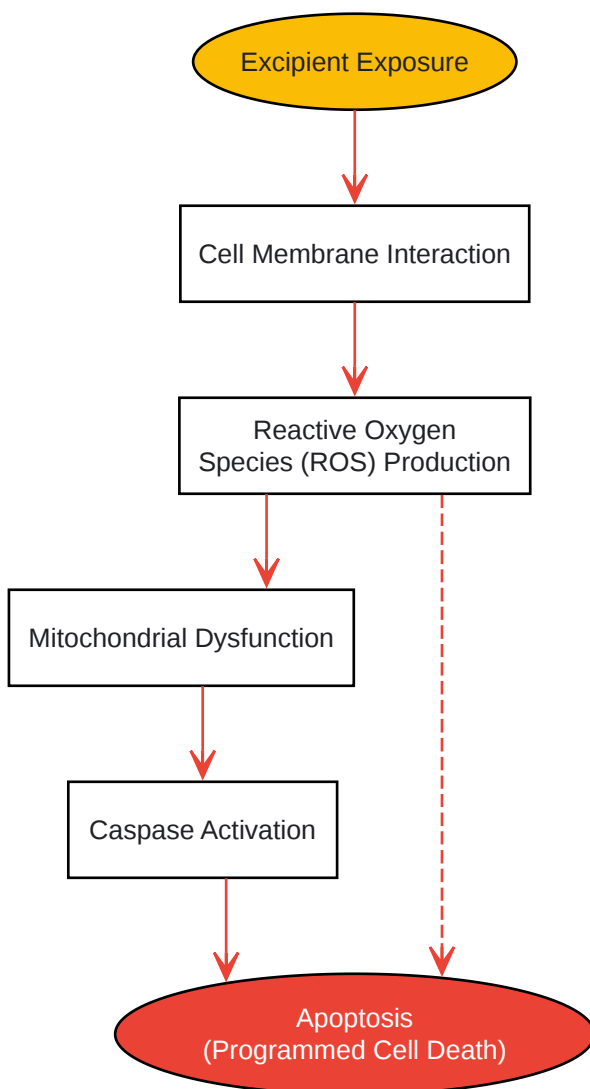 Excipient Exposure
Cell Membrane Interaction
Reactive Oxygen
Species (ROS) Production
Mitochondrial Dysfunction
Caspase Activation
Apoptosis
(Programmed Cell Death)